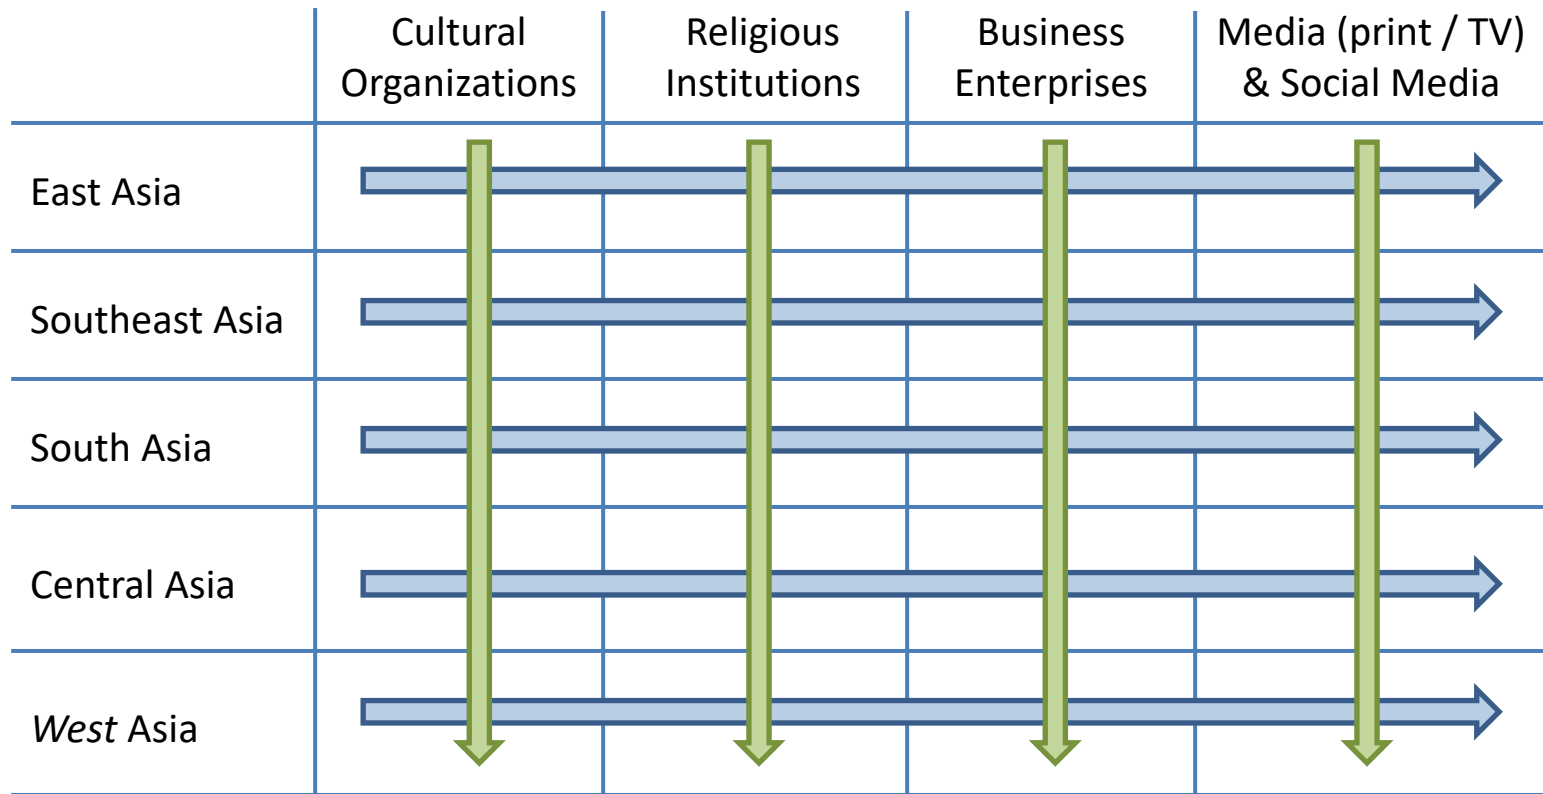 Cultural
Organizations
Religious
Institutions
Business
Enterprises
Media (print / TV)
& Social Media
East Asia
Southeast Asia
South Asia
Central Asia
West Asia